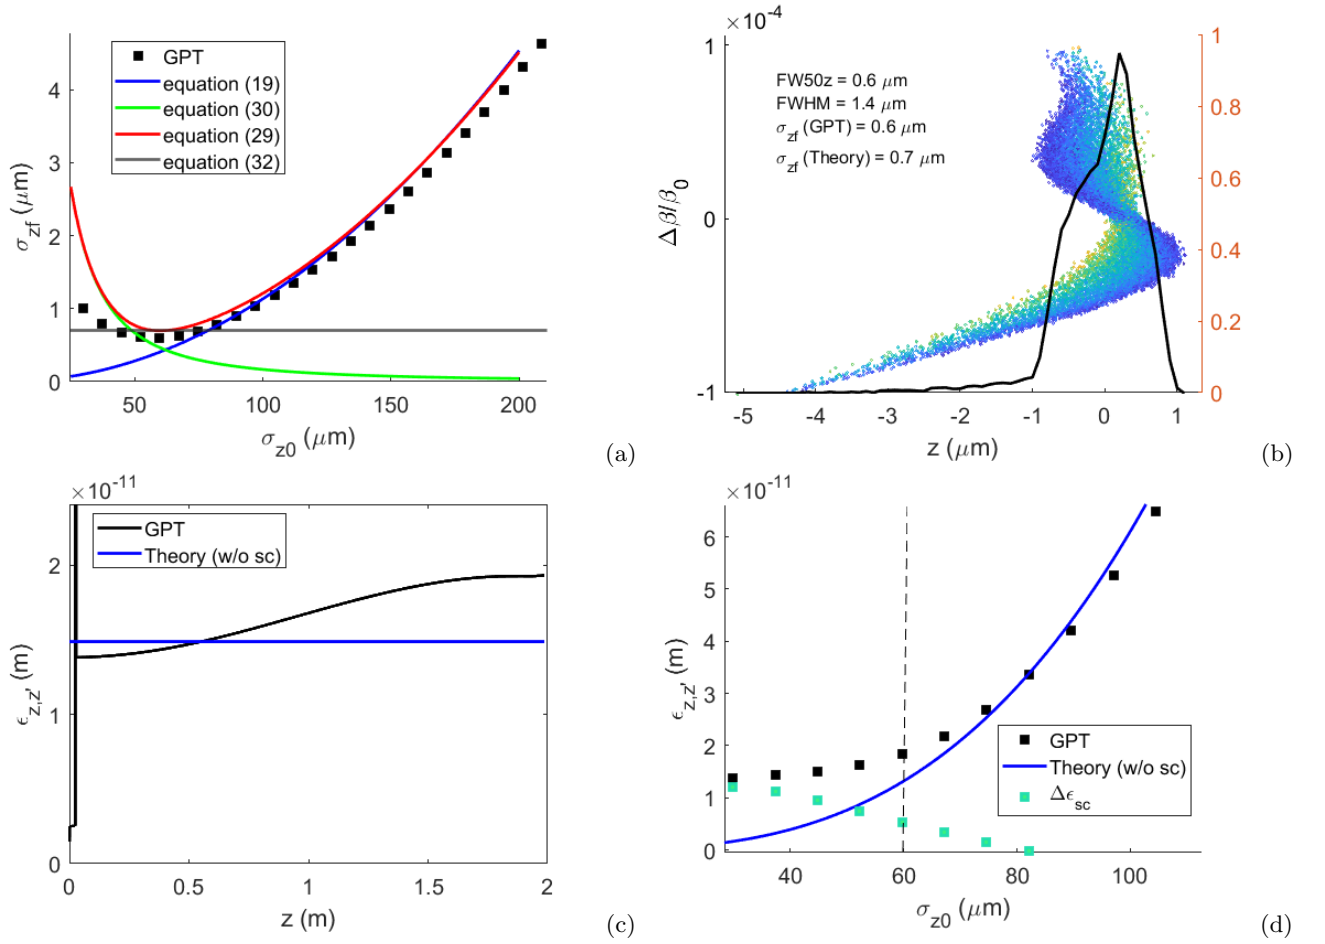 GPT
equation (19)
equation (30)
equation (29)
equation (32)
4
3
2
1
0
σzf (μm)
50
100
150
200
σz0 (μm)
(a)
×10-4
FW50z = 0.6 μm
FWHM = 1.4 μm
σzf (GPT) = 0.6 μm
σzf (Theory) = 0.7 μm
1
0
-1
Δβ/β0
1
0.8
0.6
0.4
0.2
0
-5
-4
-3
-2
-1
0
1
z (μm)
(b)
×10-11
GPT
Theory (w/o sc)
2
1
0
ϵz,z' (m)
0
0.5
1
1.5
2
z (m)
(c)
×10-11
6
5
4
3
2
1
0
ϵz,z' (m)
GPT
Theory (w/o sc)
Δϵsc
40
60
80
100
σz0 (μm)
(d)